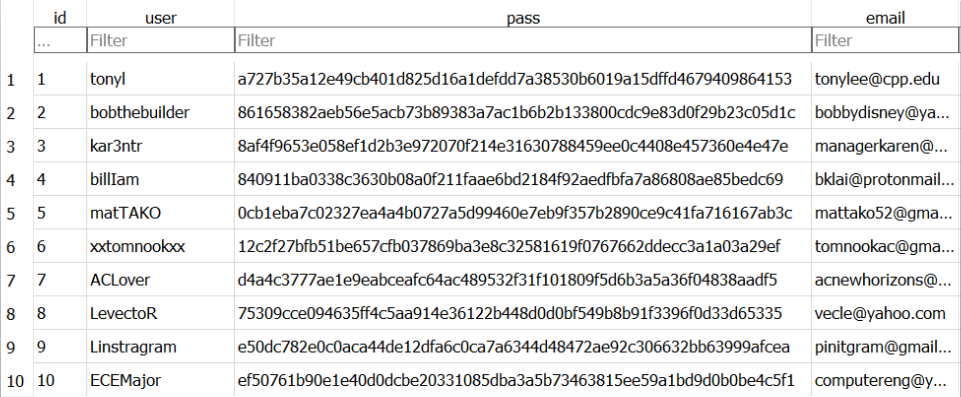 id user pass email
... Filter Filter Filter
1 1 tonyl a727b35a12e49cb401d825d16a1defdd7a38530b6019a15dffd4679409864153 tonylee@cpp.edu
2 2 bobthebuilder 861658382aeb56e5acb73b89383a7ac1b6b2b133800cdc9e83d0f29b23c05d1c bobbydisney@ya...
3 3 kar3ntr 8af4f9653e058ef1d2b3e972070f214e31630788459ee0c4408e457360e4e47e managerkaren@...
4 4 billIam 840911ba0338c3630b08a0f211faae6bd2184f92aedfbfa7a86808ae85bedc69 bklai@protonmail...
5 5 matTAKO 0cb1eba7c02327ea4a4b0727a5d99460e7eb9f357b2890ce9c41fa716167ab3c mattako52@gma...
6 6 xxtomnookxx 12c2f27bfb51be657cfb037869ba3e8c32581619f0767662ddecc3a1a03a29ef tomnookac@gma...
7 7 ACLover d4a4c3777ae1e9eabceafc64ac489532f31f101809f5d6b3a5a36f04838aadf5 acnewhorizons@...
8 8 LevectoR 75309cce094635ff4c5aa914e36122b448d0d0bf549b8b91f3396f0d33d65335 vecle@yahoo.com
9 9 Linstragram e50dc782e0c0aca44de12dfa6c0ca7a6344d48472ae92c306632bb63999afcea pinitgram@gmail...
10 10 ECEMajor ef50761b90e1e40d0dcbe20331085dba3a5b73463815ee59a1bd9d0b0be4c5f1 computereng@y...